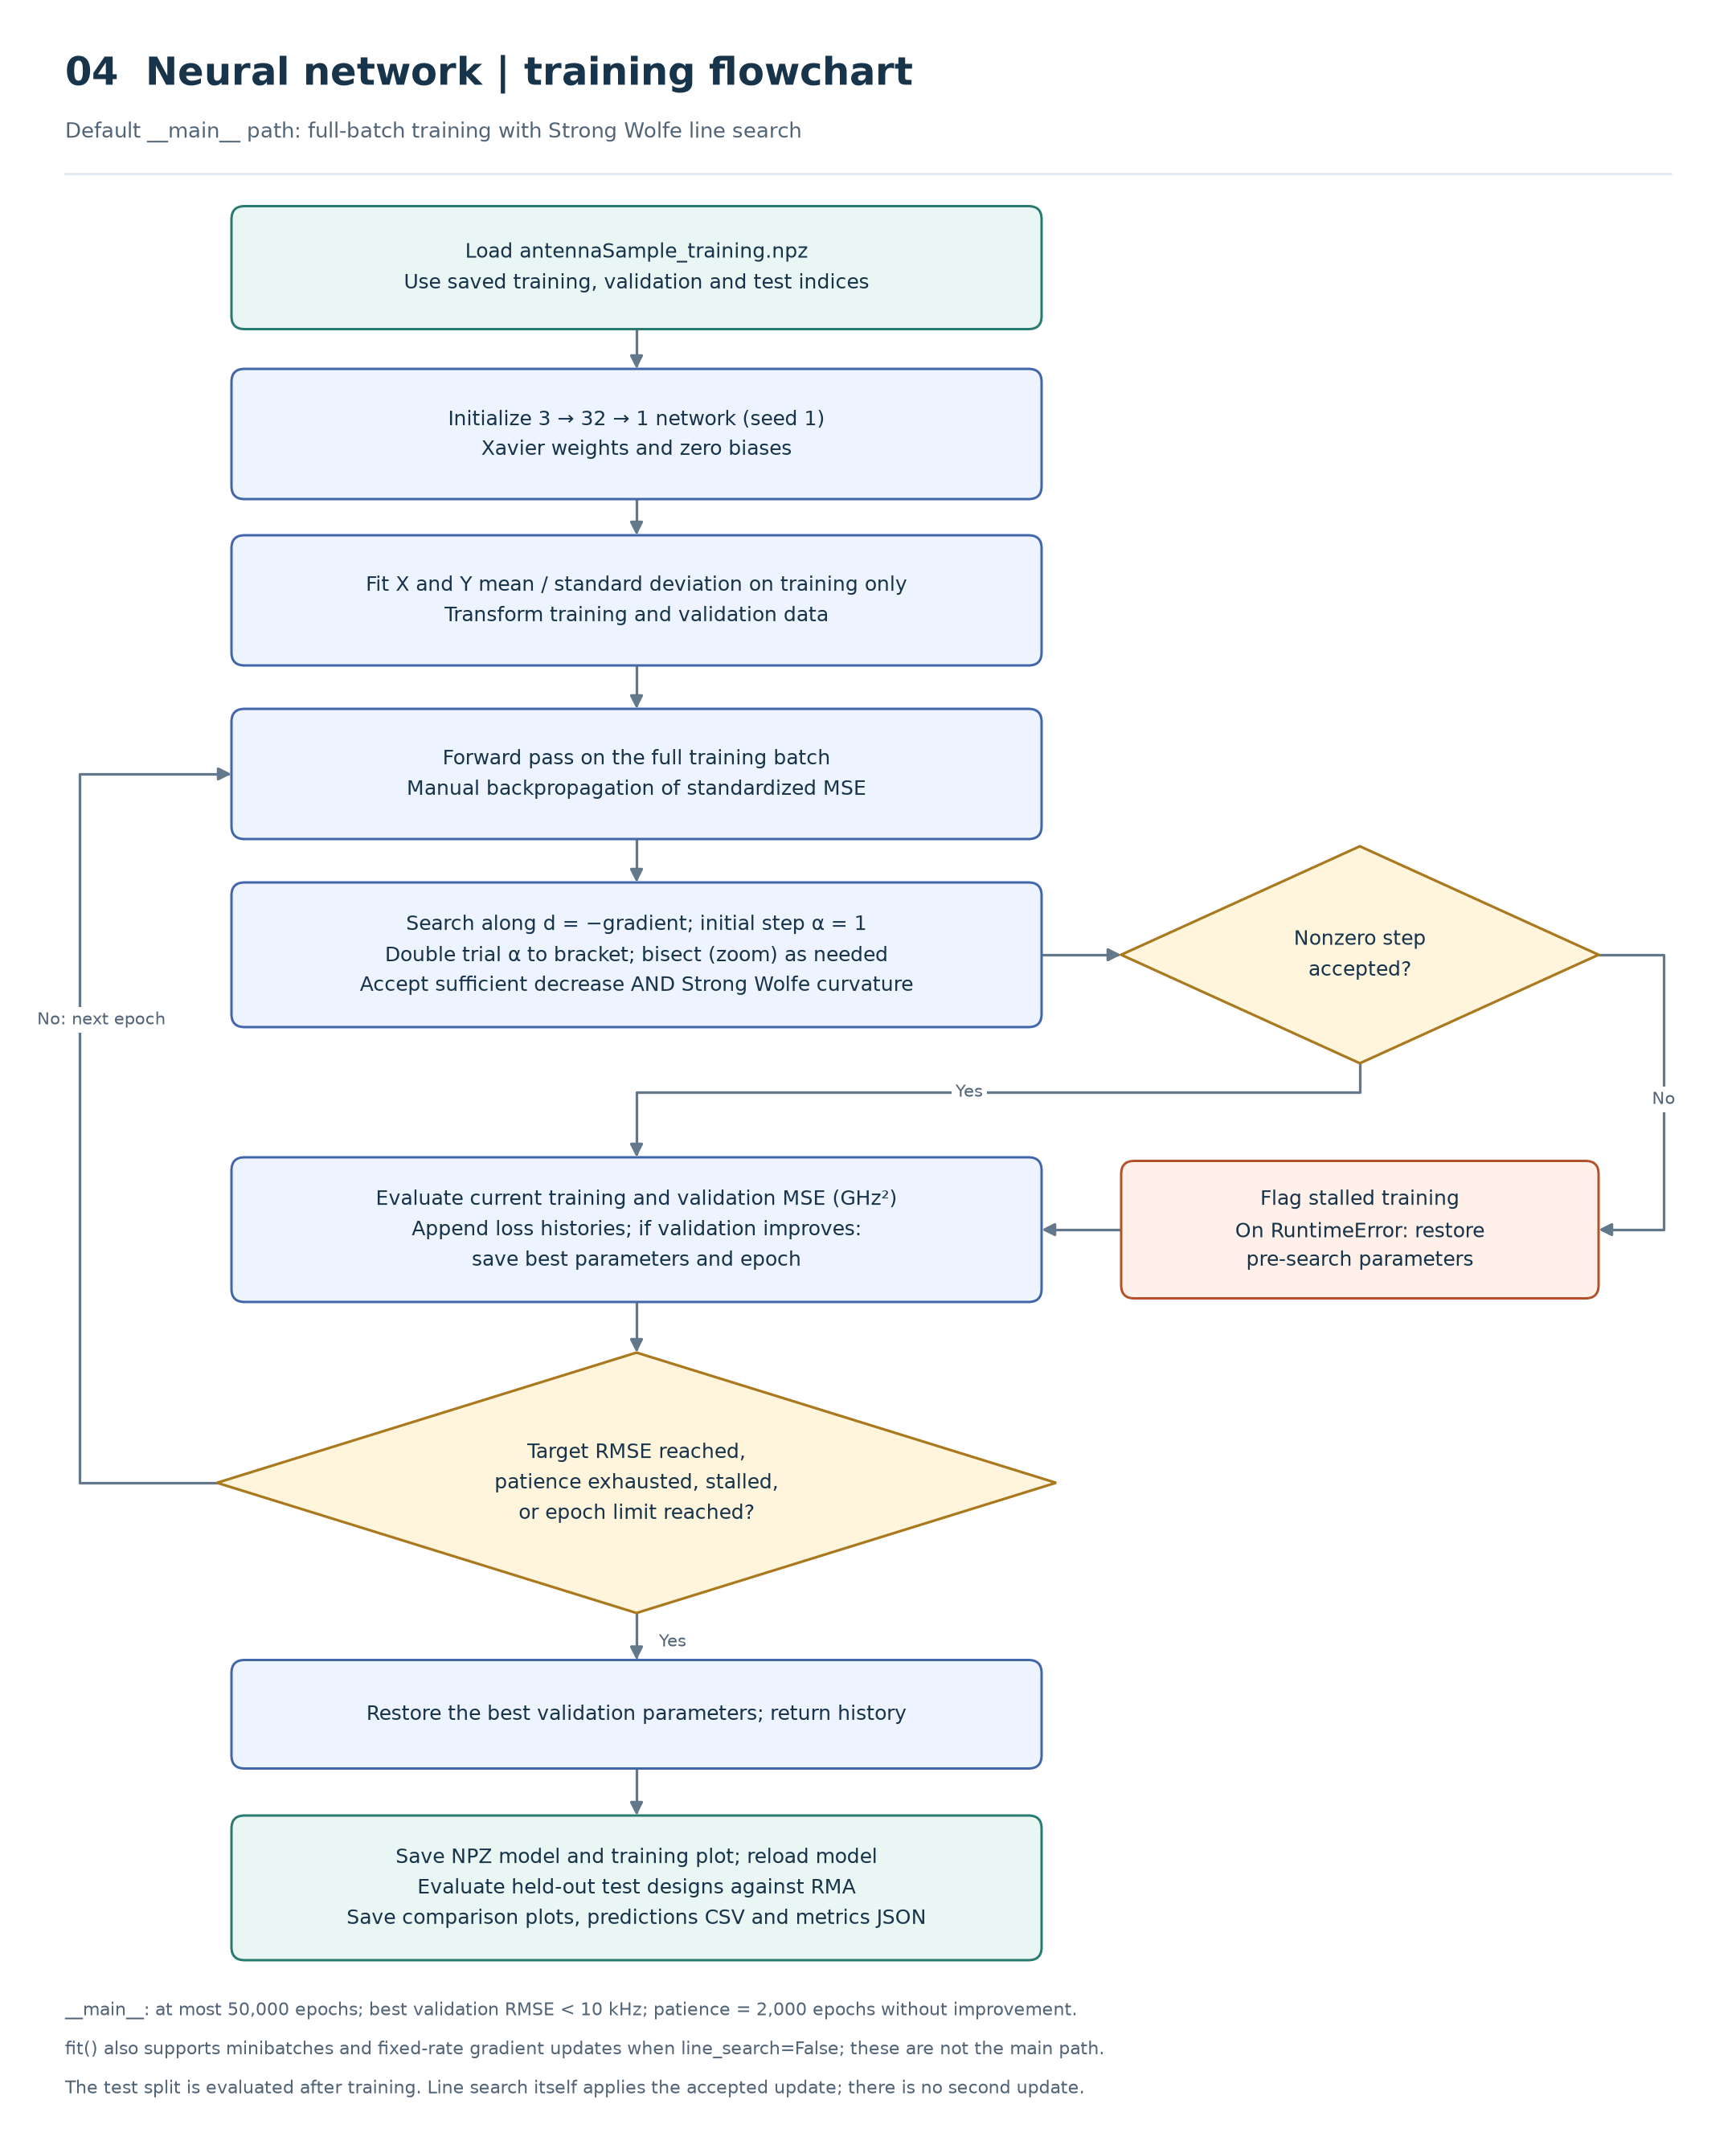 04  Neural network | training flowchart
Default __main__ path: full-batch training with Strong Wolfe line search
Load antennaSample_training.npz
Use saved training, validation and test indices
Initialize 3 → 32 → 1 network (seed 1)
Xavier weights and zero biases
Fit X and Y mean / standard deviation on training only
Transform training and validation data
Forward pass on the full training batch
Manual backpropagation of standardized MSE
Search along d = −gradient; initial step α = 1
Double trial α to bracket; bisect (zoom) as needed
Accept sufficient decrease AND Strong Wolfe curvature
Nonzero step
accepted?
No: next epoch
Yes
No
Evaluate current training and validation MSE (GHz²)
Append loss histories; if validation improves:
save best parameters and epoch
Flag stalled training
On RuntimeError: restore
pre-search parameters
Target RMSE reached,
patience exhausted, stalled,
or epoch limit reached?
Yes
Restore the best validation parameters; return history
Save NPZ model and training plot; reload model
Evaluate held-out test designs against RMA
Save comparison plots, predictions CSV and metrics JSON
__main__: at most 50,000 epochs; best validation RMSE < 10 kHz; patience = 2,000 epochs without improvement.
fit() also supports minibatches and fixed-rate gradient updates when line_search=False; these are not the main path.
The test split is evaluated after training. Line search itself applies the accepted update; there is no second update.